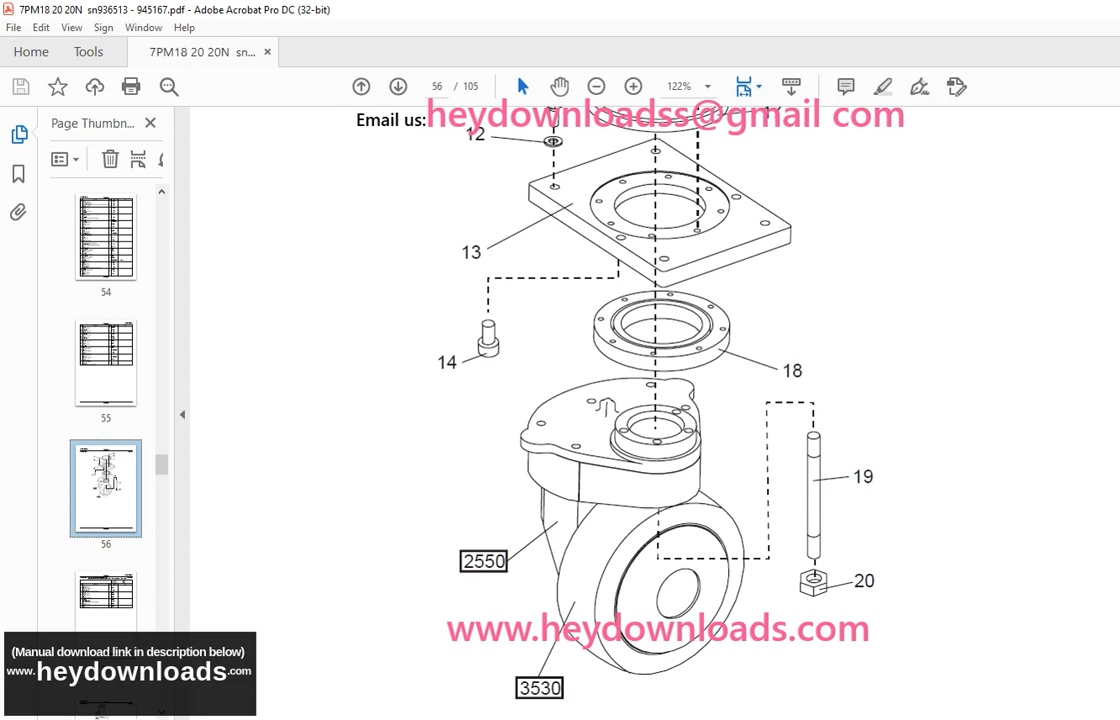 7PM18 20 20N sn936513 - 945167.pdf - Adobe Acrobat Pro DC (32-bit)
File Edit View Sign Window Help
Home Tools 7PM18 20 20N sn... ×
56 / 105 122%
Page Thumbn...
Email us: heydownloadss@gmail com
12
13
14
18
19
20
2550
3530
www.heydownloads.com
54
55
56
(Manual download link in description below)
www.heydownloads.com